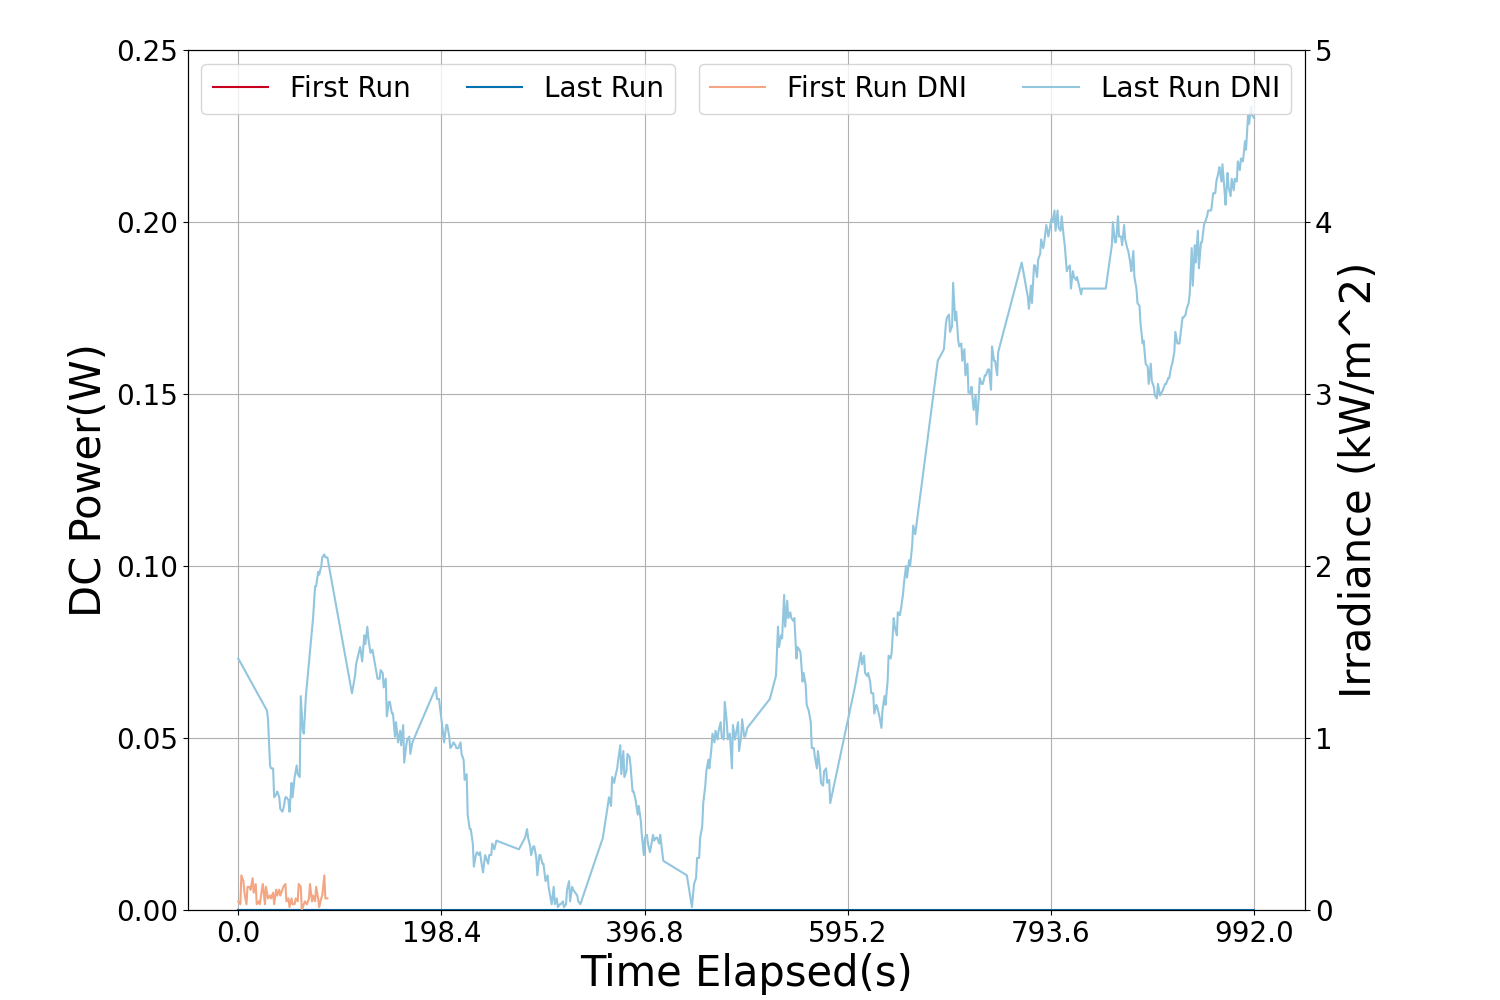 First Run
Last Run
First Run DNI
Last Run DNI
DC Power(W)
0.25
0.20
0.15
0.10
0.05
0.00
5
4
3
2
1
0
Irradiance (kW/m^2)
0.0
198.4
396.8
595.2
793.6
992.0
Time Elapsed(s)